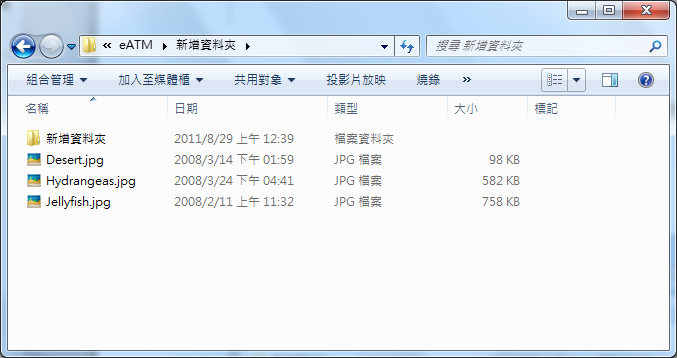 « eATM 新增資料夾 搜尋 新增資料夾
組合管理 加入至媒體櫃 共用對象 投影片放映 燒錄 »
名稱 日期 類型 大小 標記
新增資料夾 2011/8/29 上午 12:39 檔案資料夾
Desert.jpg 2008/3/14 下午 01:59 JPG 檔案 98 KB
Hydrangeas.jpg 2008/3/24 下午 04:41 JPG 檔案 582 KB
Jellyfish.jpg 2008/2/11 上午 11:32 JPG 檔案 758 KB